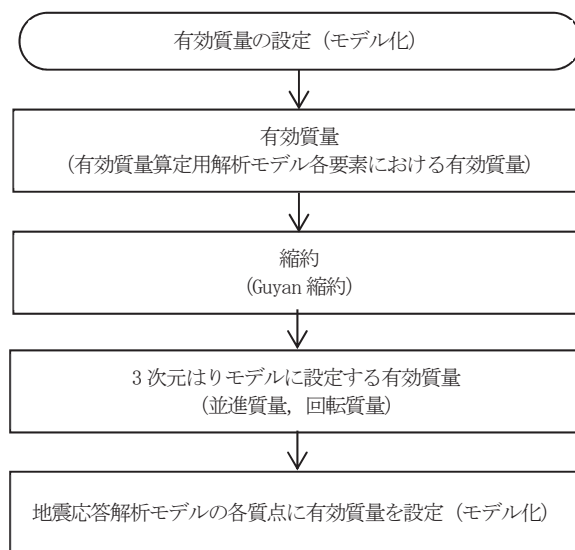 有効質量の設定（モデル化）
有効質量
（有効質量算定用解析モデル各要素における有効質量）
縮約
（Guyan 縮約）
3 次元はりモデルに設定する有効質量
（並進質量，回転質量）
地震応答解析モデルの各質点に有効質量を設定（モデル化）